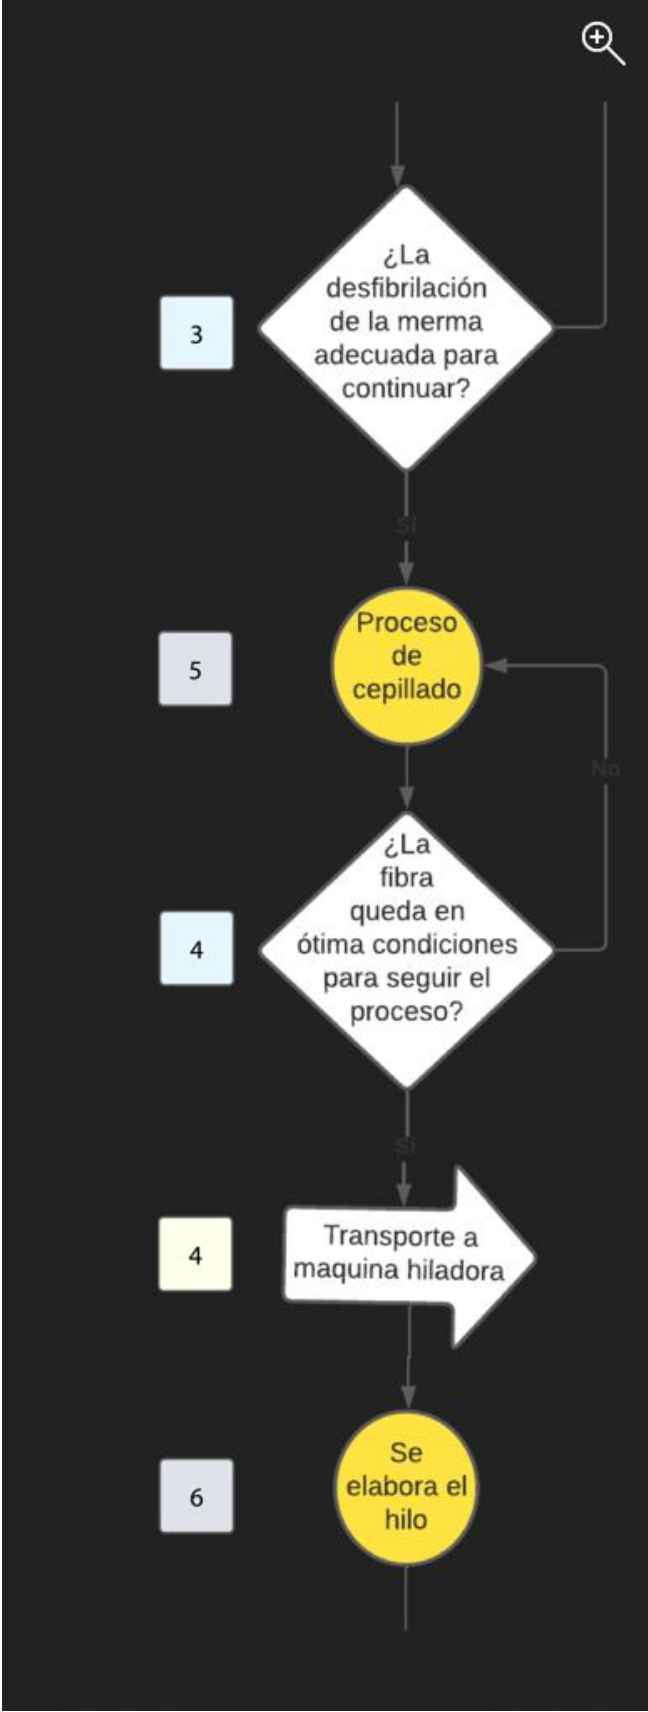 ¿La
desfibrilación
de la merma
adecuada para
continuar?
3
Sí
Proceso
de
cepillado
5
No
¿La
fibra
queda en
ótima condiciones
para seguir el
proceso?
4
Sí
Transporte a
maquina hiladora
4
Se
elabora el
hilo
6